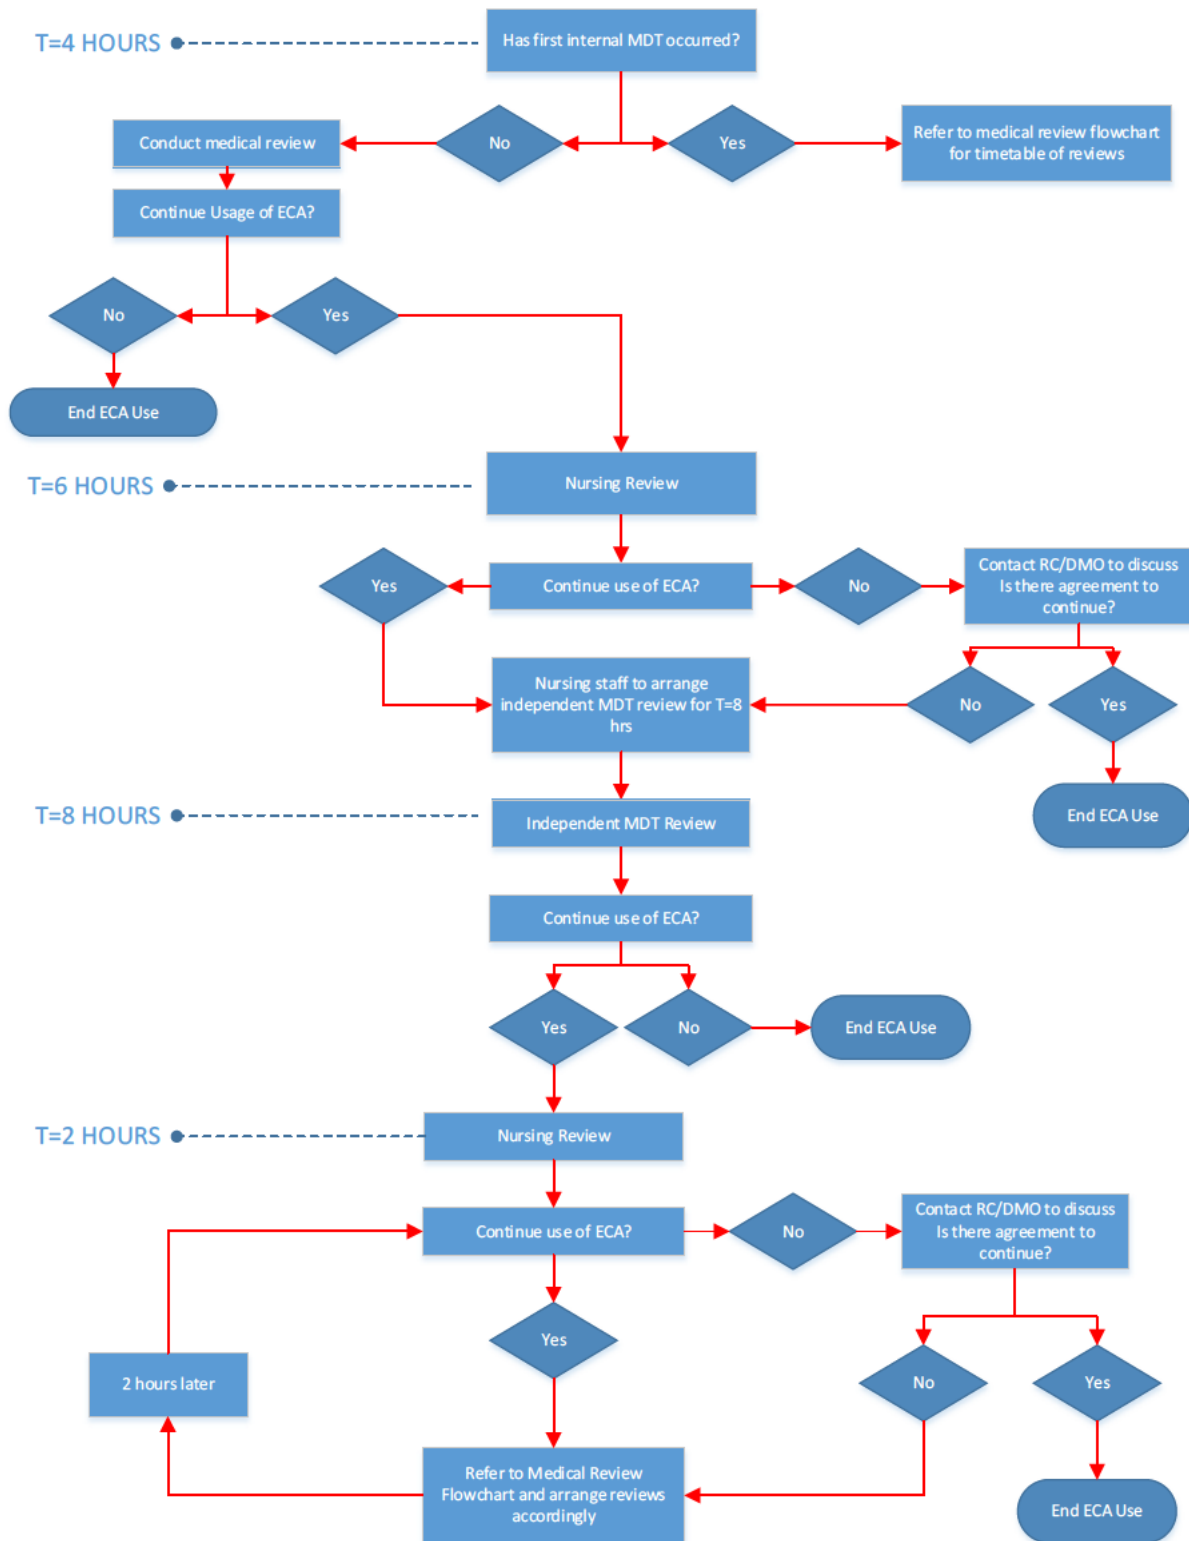 T=4 HOURS
Has first internal MDT occurred?
Conduct medical review
No
Yes
Refer to medical review flowchart
for timetable of reviews
Continue Usage of ECA?
No
Yes
End ECA Use
T=6 HOURS
Nursing Review
Yes
Continue use of ECA?
No
Contact RC/DMO to discuss
Is there agreement to
continue?
Nursing staff to arrange
independent MDT review for T=8
hrs
No
Yes
T=8 HOURS
Independent MDT Review
End ECA Use
Continue use of ECA?
Yes
No
End ECA Use
T=2 HOURS
Nursing Review
Continue use of ECA?
No
Contact RC/DMO to discuss
Is there agreement to
continue?
Yes
2 hours later
No
Yes
Refer to Medical Review
Flowchart and arrange reviews
accordingly
End ECA Use